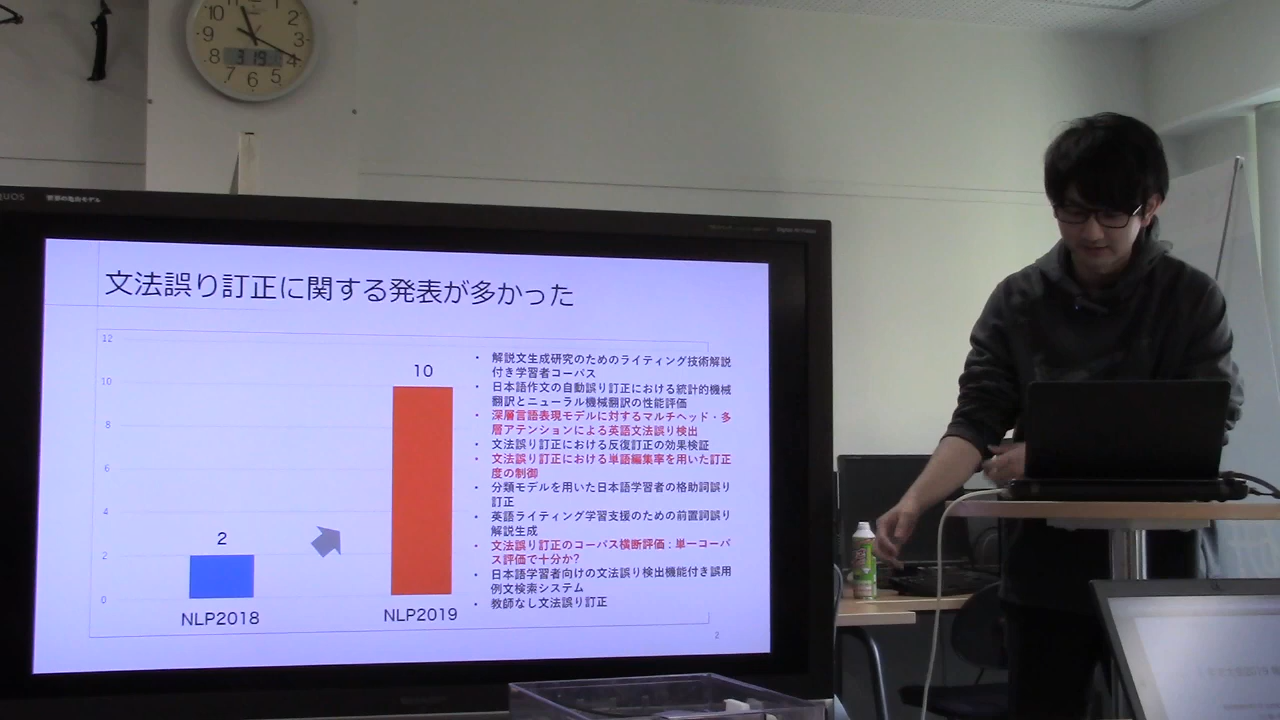 10
2
9
3
8
319
4
7
6
5
QUOS
文法誤り訂正に関する発表が多かった
12
10
8
6
4
2
0
2
10
NLP2018
NLP2019
• 解説文生成研究のためのライティング技術解説
付き学習者コーパス
• 日本語作文の自動誤り訂正における統計的機械
翻訳とニューラル機械翻訳の性能評価
• 深層言語表現モデルに対するマルチヘッド・多
層アテンションによる英語文法誤り検出
• 文法誤り訂正における反復訂正の効果検証
• 文法誤り訂正における単語編集率を用いた訂正
度の制御
• 分類モデルを用いた日本語学習者の格助詞誤り
訂正
• 英語ライティング学習支援のための前置詞誤り
解説生成
• 文法誤り訂正のコーパス横断評価：単一コーパ
ス評価で十分か?
• 日本語学習者向けの文法誤り検出機能付き誤用
例文検索システム
• 教師なし文法誤り訂正
2